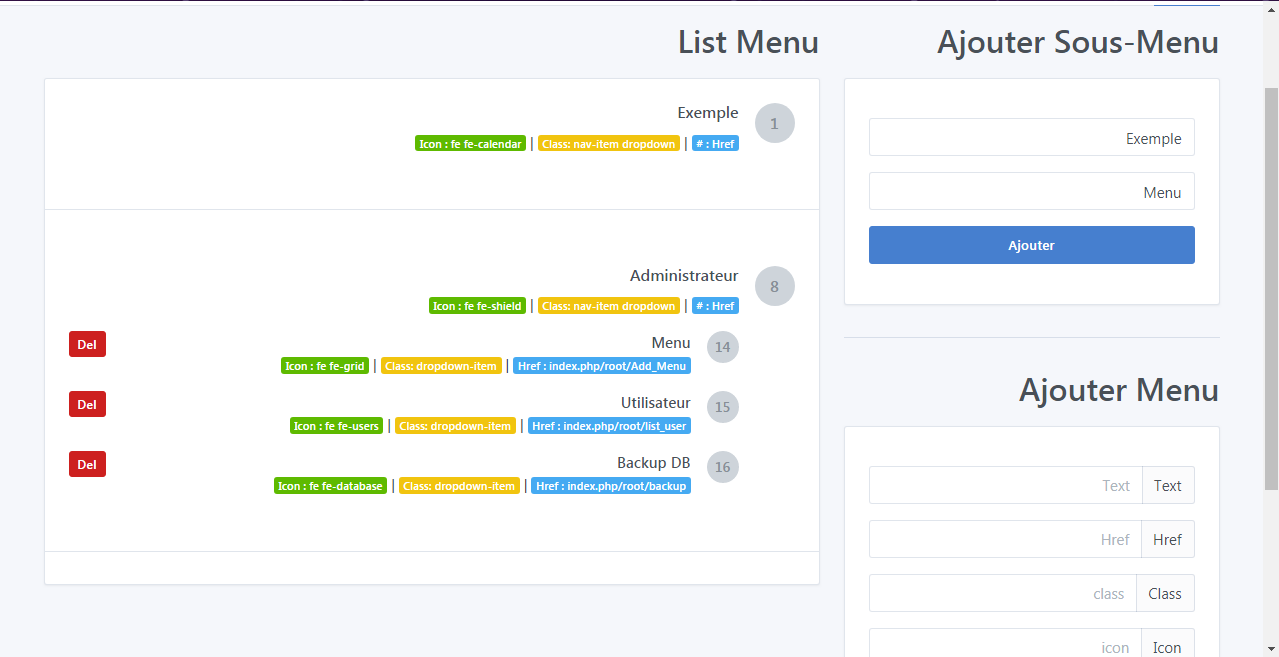 List Menu
Exemple
1
Icon : fe fe-calendar | Class: nav-item dropdown | # : Href
Administrateur
8
Icon : fe fe-shield | Class: nav-item dropdown | # : Href
Del
Menu
14
Icon : fe fe-grid | Class: dropdown-item | Href : index.php/root/Add_Menu
Del
Utilisateur
15
Icon : fe fe-users | Class: dropdown-item | Href : index.php/root/list_user
Del
Backup DB
16
Icon : fe fe-database | Class: dropdown-item | Href : index.php/root/backup
Ajouter Sous-Menu
Exemple
Menu
Ajouter
Ajouter Menu
Text Text
Href Href
class Class
icon Icon